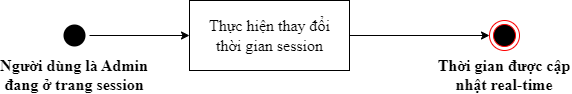 Thực hiện thay đổi
thời gian session
Người dùng là Admin
đang ở trang session
Thời gian được cập
nhật real-time